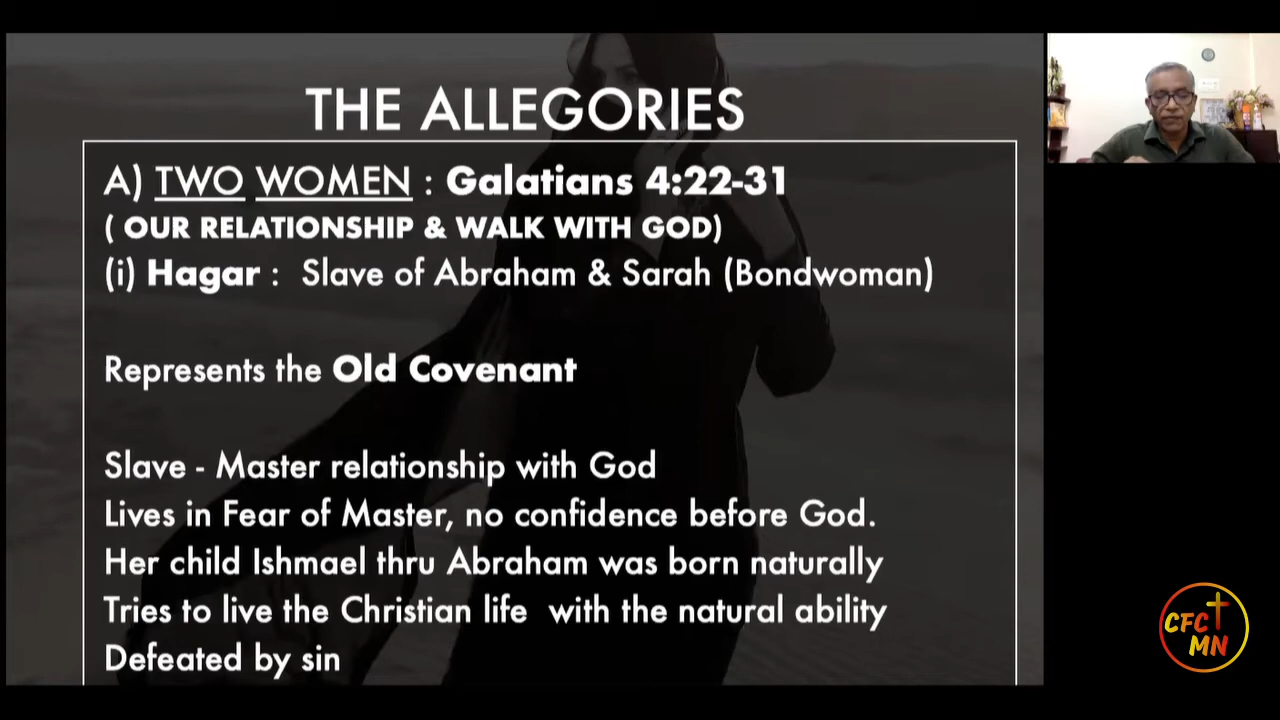 THE ALLEGORIES
A) TWO WOMEN : Galatians 4:22-31
( OUR RELATIONSHIP & WALK WITH GOD)
(i) Hagar : Slave of Abraham & Sarah (Bondwoman)
Represents the Old Covenant
Slave - Master relationship with God
Lives in Fear of Master, no confidence before God.
Her child Ishmael thru Abraham was born naturally
Tries to live the Christian life with the natural ability
Defeated by sin
CFC
MN